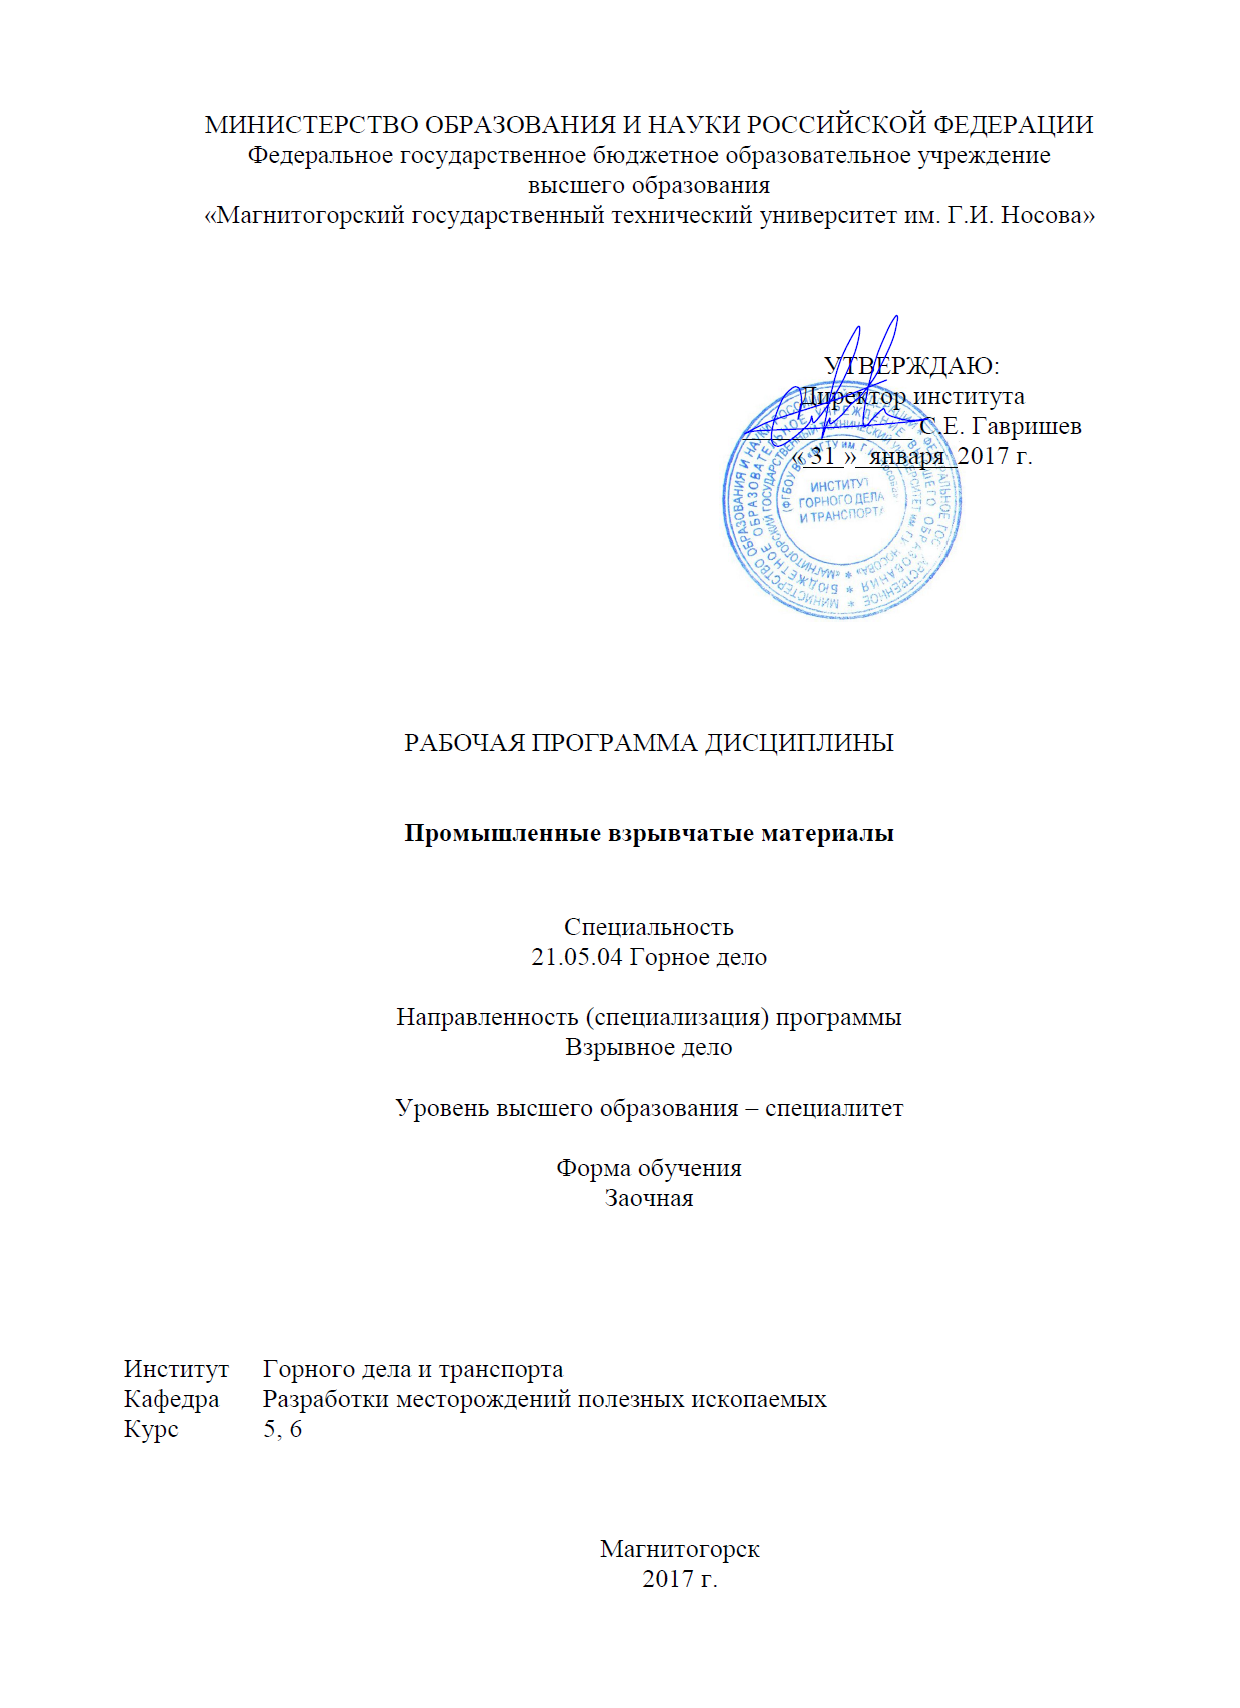 МИНИСТЕРСТВО ОБРАЗОВАНИЯ И НАУКИ РОССИЙСКОЙ ФЕДЕРАЦИИ
Федеральное государственное бюджетное образовательное учреждение
высшего образования
«Магнитогорский государственный технический университет им. Г.И. Носова»
УТВЕРЖДАЮ:
Директор института
С.Е. Гавришев
« 31 » января 2017 г.
ИНСТИТУТ
ГОРНОГО ДЕЛА
И ТРАНСПОРТА
РАБОЧАЯ ПРОГРАММА ДИСЦИПЛИНЫ
Промышленные взрывчатые материалы
Специальность
21.05.04 Горное дело
Направленность (специализация) программы
Взрывное дело
Уровень высшего образования – специалитет
Форма обучения
Заочная
Институт Горного дела и транспорта
Кафедра Разработки месторождений полезных ископаемых
Курс 5, 6
Магнитогорск
2017 г.